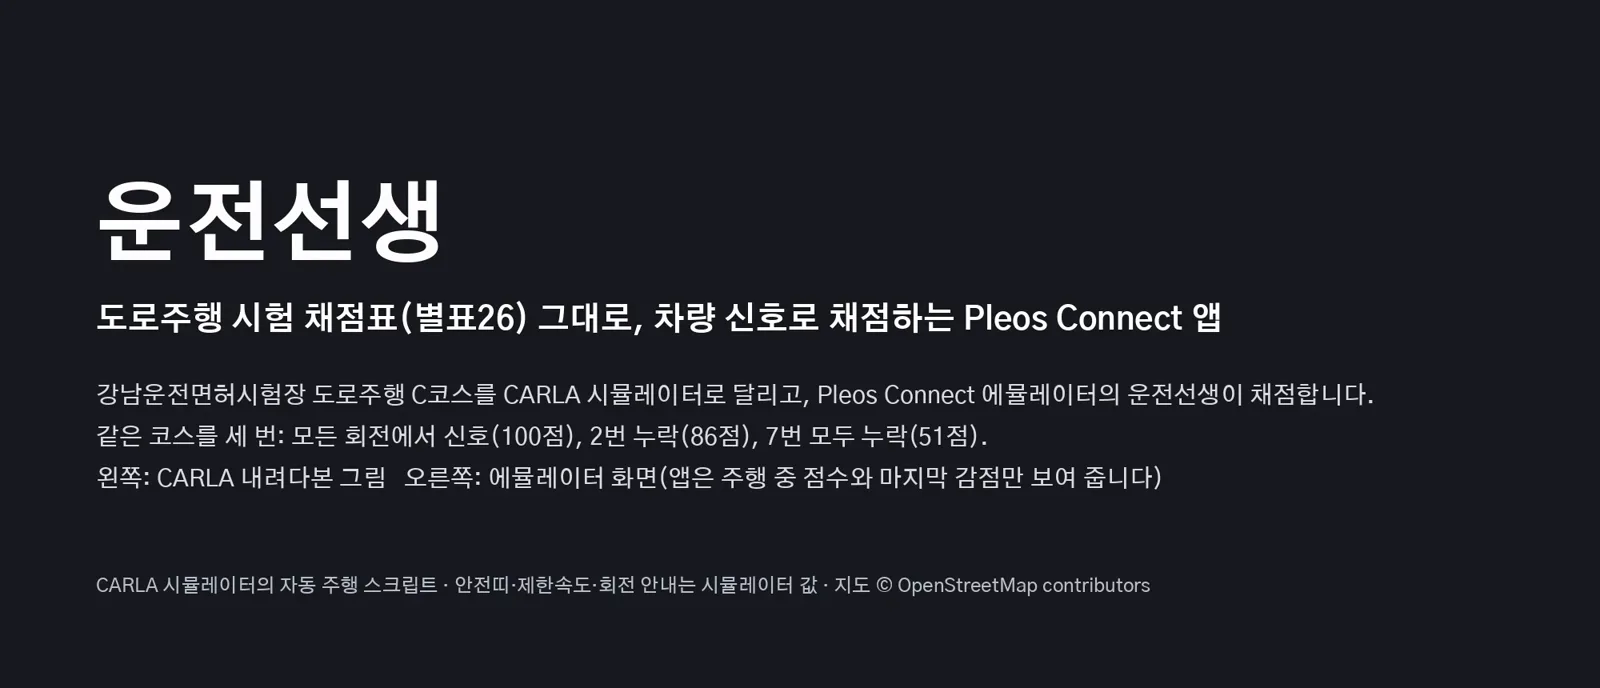 운전선생
도로주행 시험 채점표(별표26) 그대로, 차량 신호로 채점하는 Pleos Connect 앱
강남운전면허시험장 도로주행 C코스를 CARLA 시뮬레이터로 달리고, Pleos Connect 에뮬레이터의 운전선생이 채점합니다.
같은 코스를 세 번: 모든 회전에서 신호(100점), 2번 누락(86점), 7번 모두 누락(51점).
왼쪽: CARLA 내려다본 그림 오른쪽: 에뮬레이터 화면(앱은 주행 중 점수와 마지막 감점만 보여 줍니다)
CARLA 시뮬레이터의 자동 주행 스크립트 · 안전띠·제한속도·회전 안내는 시뮬레이터 값 · 지도 © OpenStreetMap contributors